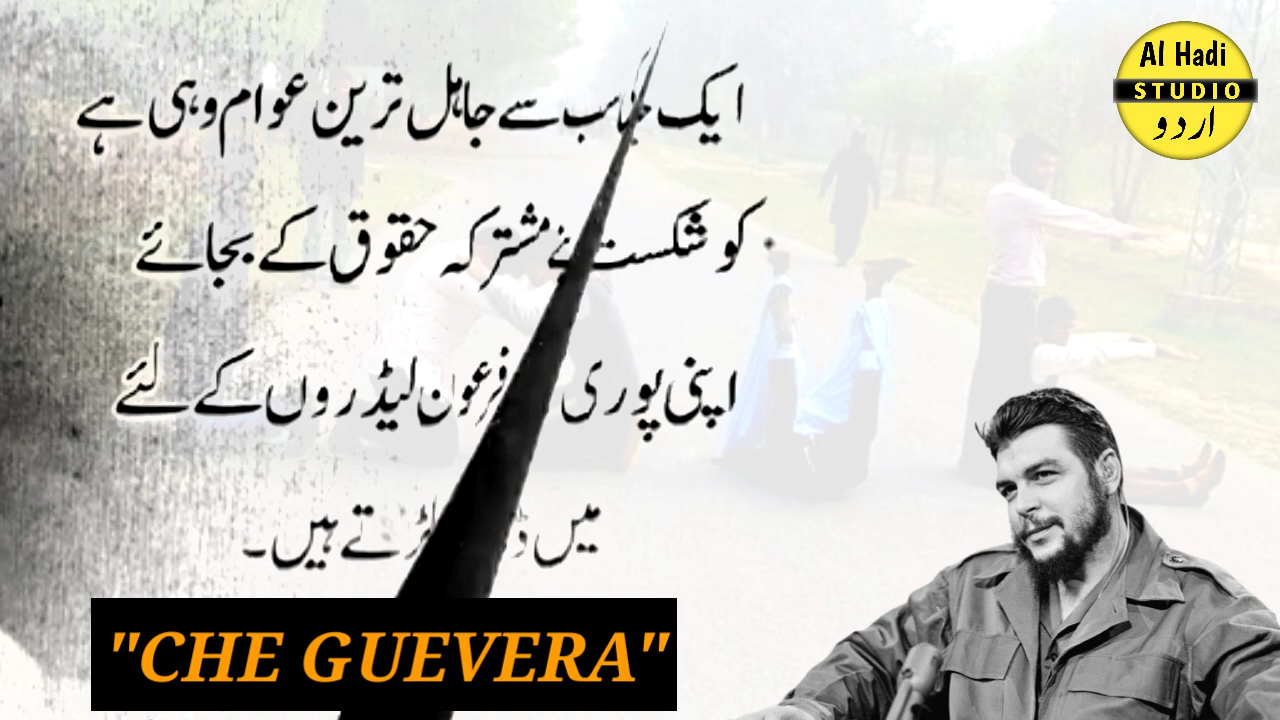 ایک سب سے جاہل ترین عوام وہی ہے
کو شکست مشترکہ حقوق کے بجائے
اپنی پوری فرعون لیڈروں کے لئے
میں لڑتے ہیں۔
"CHE GUEVERA"
Al Hadi
STUDIO
اردو